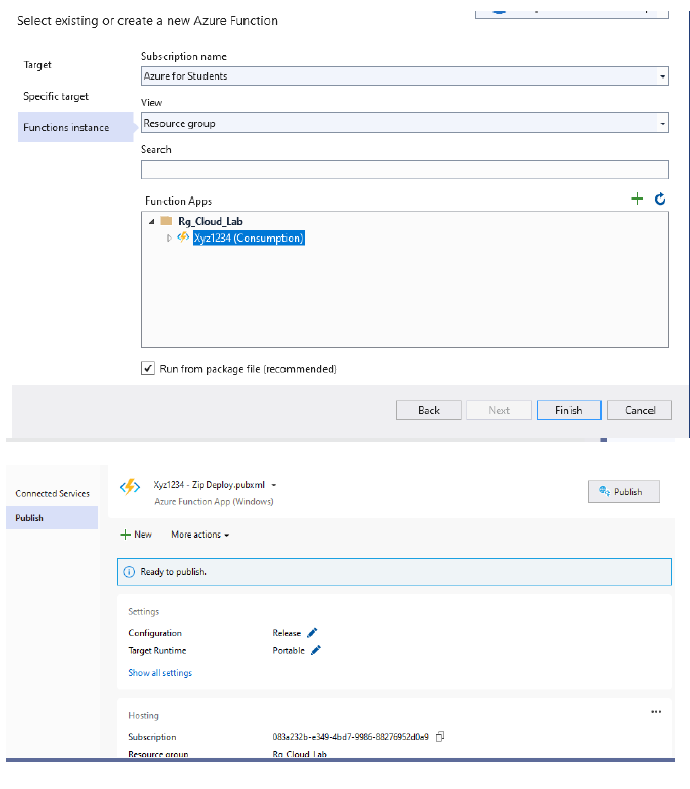 Select existing or create a new Azure Function
Target
Specific target
Functions instance
Subscription name
Azure for Students
View
Resource group
Search
Function Apps
Rg_Cloud_Lab
Xyz1234 (Consumption)
Run from package file (recommended)
Back Next Finish Cancel
Connected Services
Publish
Xyz1234 - Zip Deploy.pubxml
Azure Function App (Windows)
Publish
New More actions
Ready to publish.
Settings
Configuration Release
Target Runtime Portable
Show all settings
Hosting
Subscription 083a232b-e349-4bd7-9986-88276952d0a9
Resource group Rg_Cloud_Lab